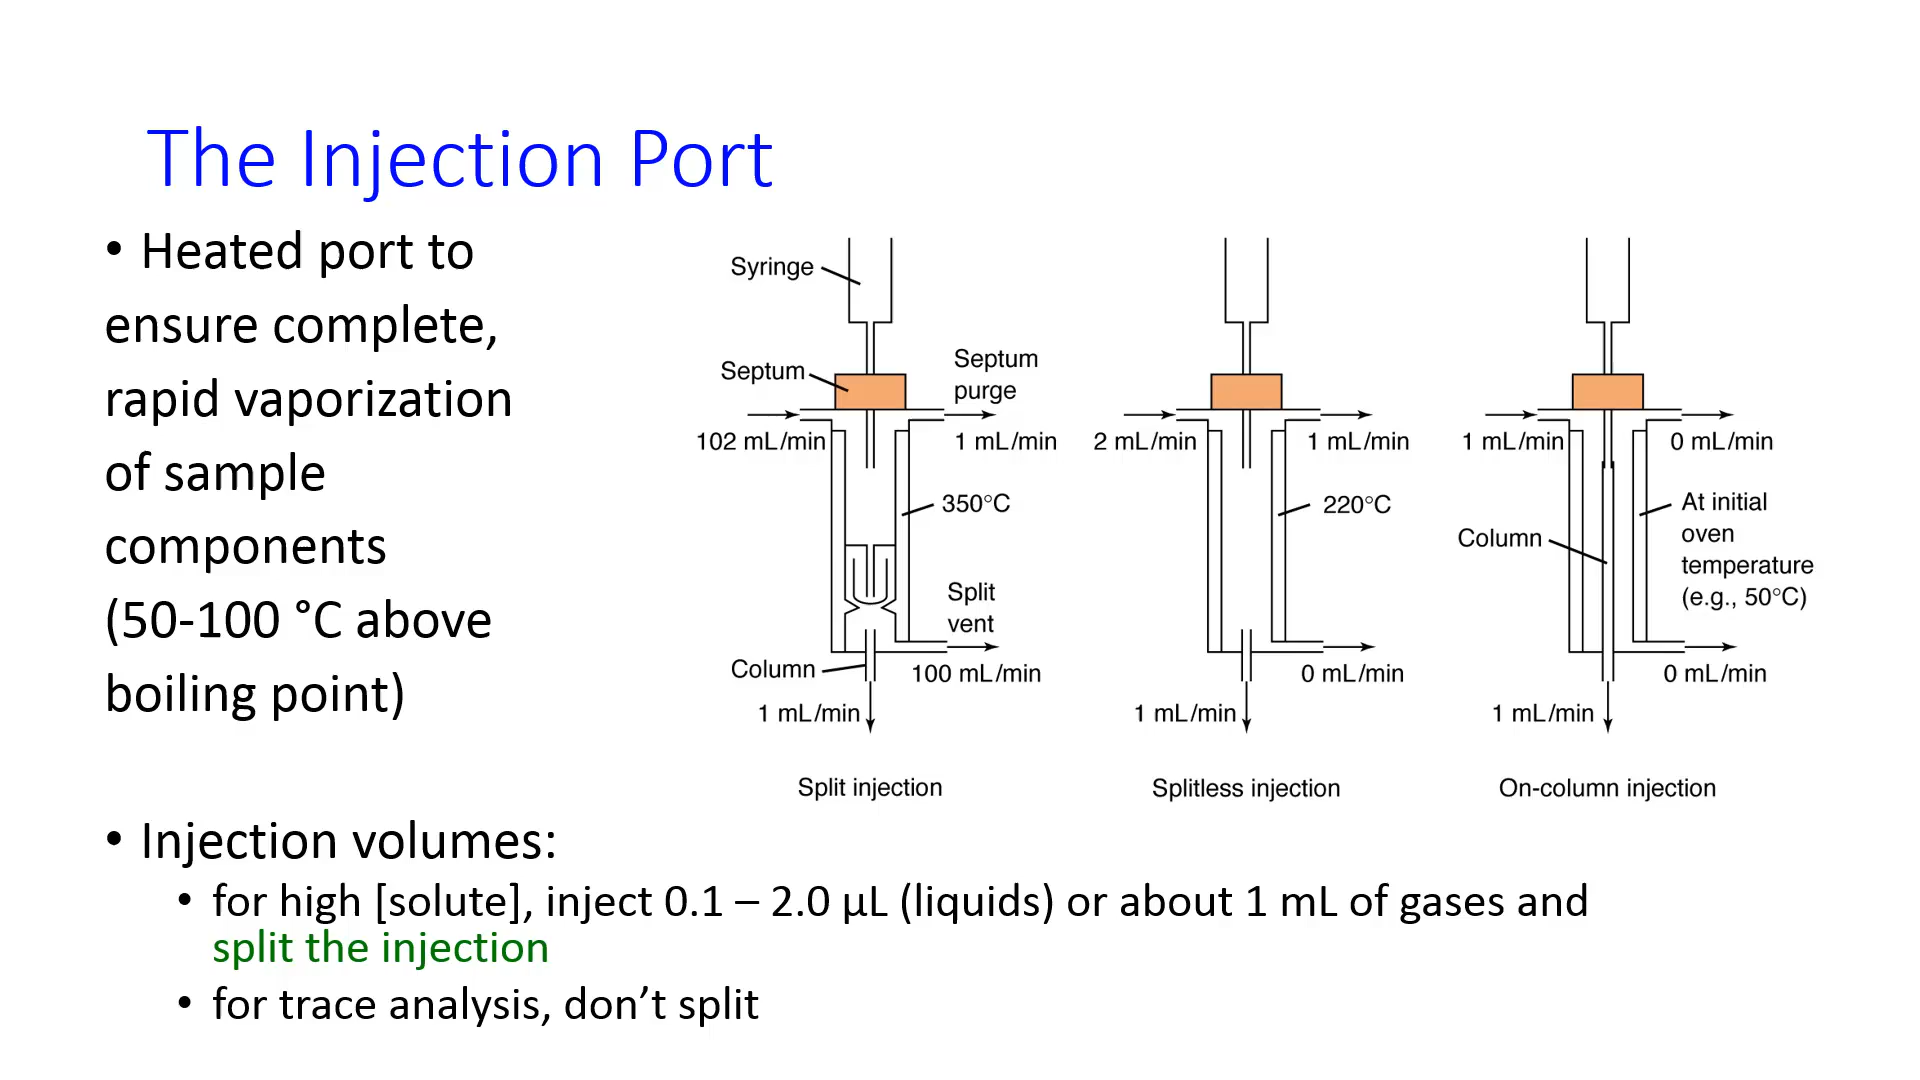 The Injection Port
• Heated port to
ensure complete,
rapid vaporization
of sample
components
(50-100 °C above
boiling point)
Syringe
Septum
Septum
purge
102 mL/min
1 mL/min
350°C
Split
vent
Column
100 mL/min
1 mL/min
Split injection
2 mL/min
1 mL/min
220°C
0 mL/min
1 mL/min
Splitless injection
1 mL/min
0 mL/min
At initial
oven
temperature
(e.g., 50°C)
Column
0 mL/min
1 mL/min
On-column injection
• Injection volumes:
• for high [solute], inject 0.1 – 2.0 µL (liquids) or about 1 mL of gases and
split the injection
• for trace analysis, don’t split